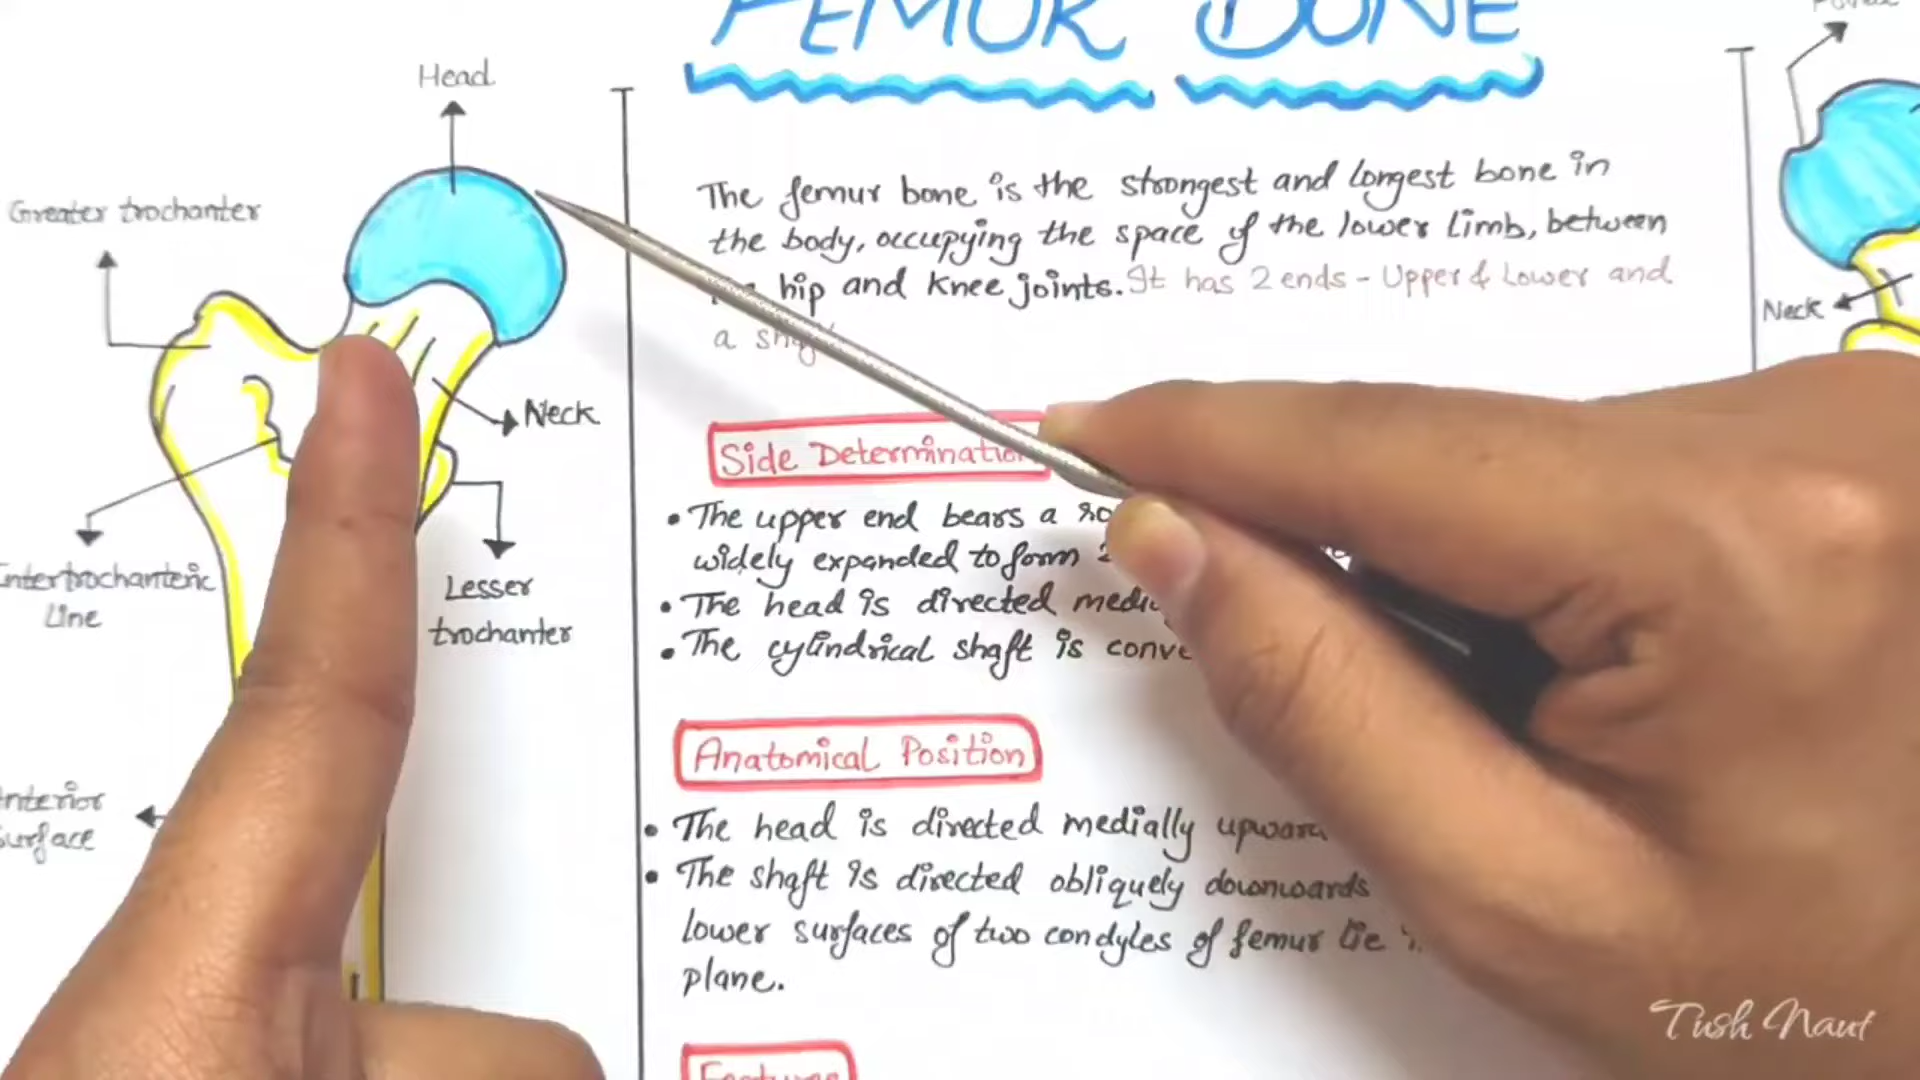 FEMUR BONE
Head
Greater trochanter
The femur bone is the strongest and longest bone in
the body, occupying the space of the lower limb, between
hip and knee joints. It has 2 ends - Upper & Lower and
a
Neck
Neck
Side Determination
The upper end bears a
widely expanded to form 2
The head is directed
The cylindrical shaft is
Intertrochanteric
Line
Lesser
trochanter
Anatomical Position
The head is directed medially
The shaft is directed obliquely downwards
lower surfaces of two condyles of femur lie
plane.
surface
Features
Tush Naut